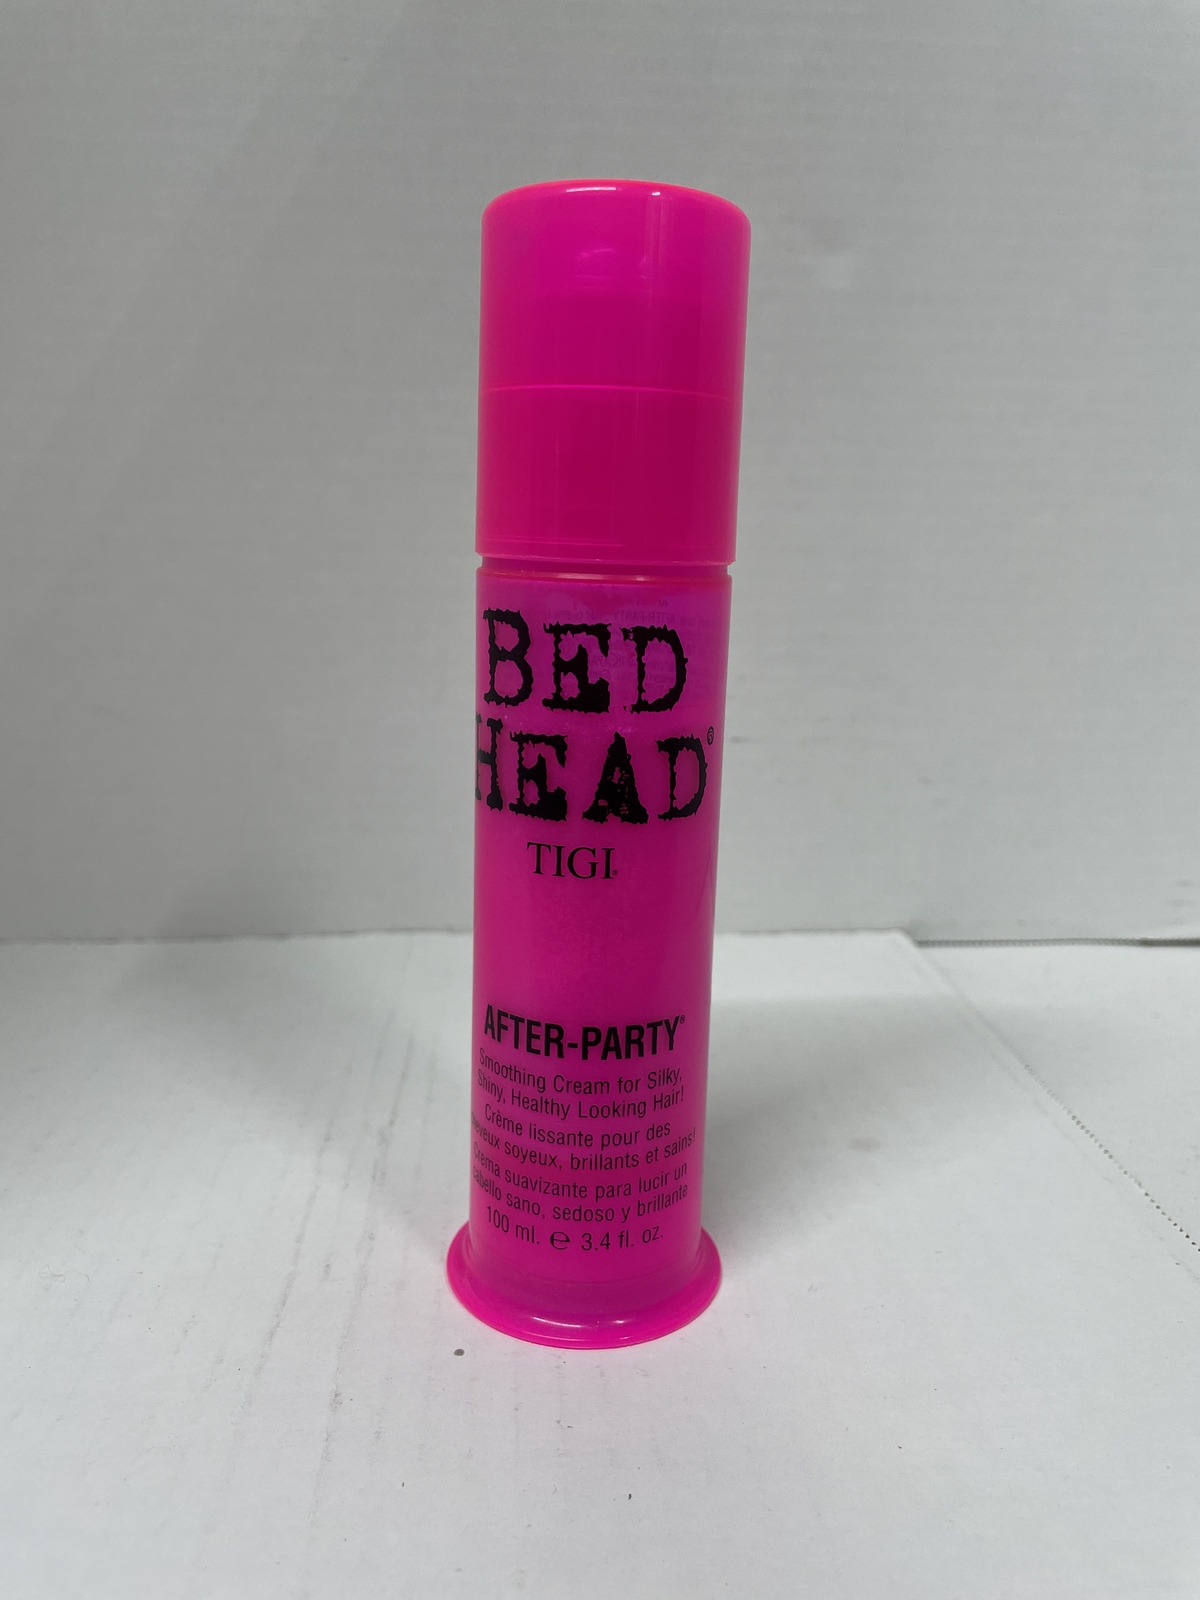 BED
HEAD®
TIGI®
AFTER-PARTY®
Smoothing Cream for Silky,
Shiny, Healthy Looking Hair!
Crème lissante pour des
cheveux soyeux, brillants et sains!
Crema suavizante para lucir un
cabello sano, sedoso y brillante
100 ml. ℮ 3.4 fl. oz.